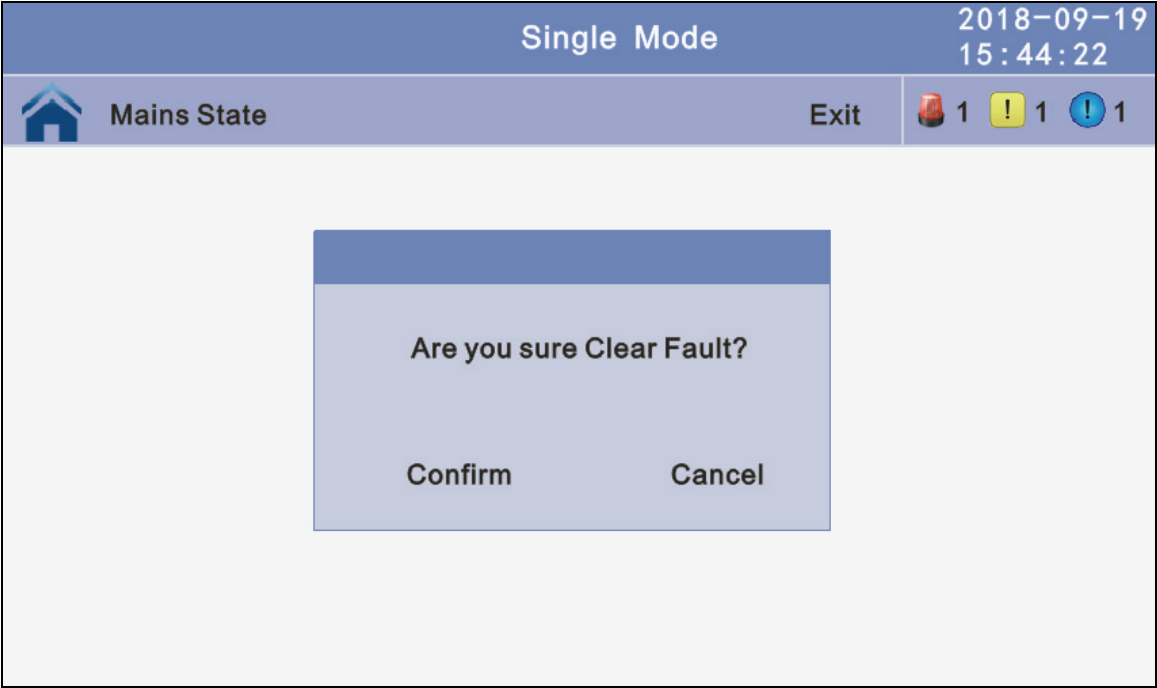 Single Mode
2018-09-19
15:44:22
Mains State
Exit
1
! 1
! 1
Are you sure Clear Fault?
Confirm
Cancel